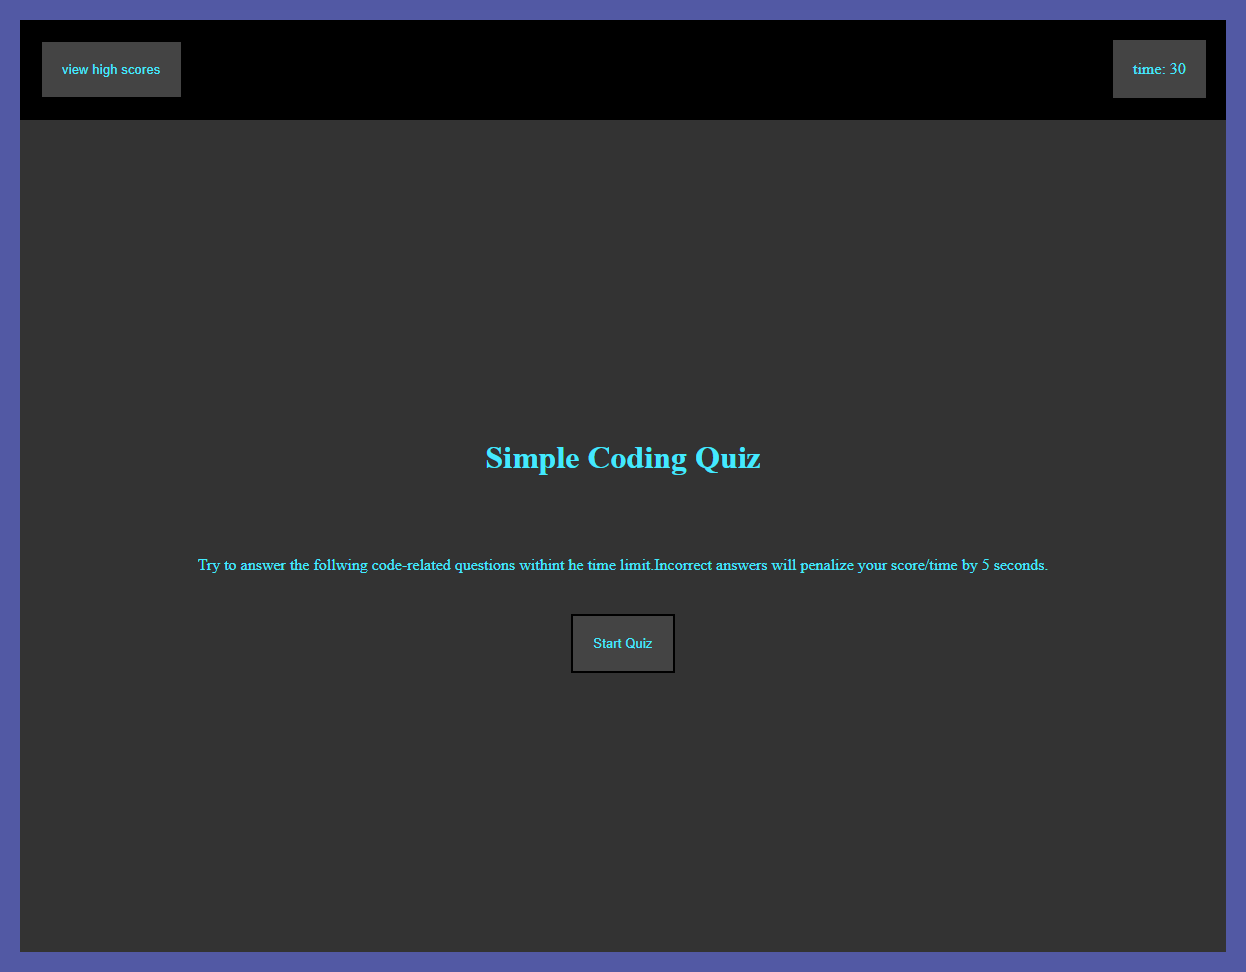 view high scores
time: 30
Simple Coding Quiz
Try to answer the follwing code-related questions withint he time limit.Incorrect answers will penalize your score/time by 5 seconds.
Start Quiz